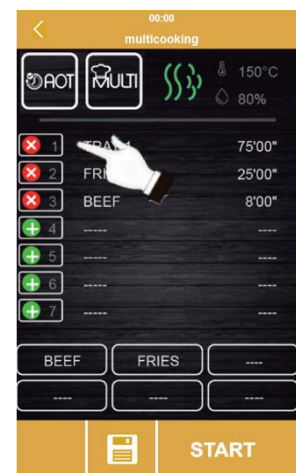 00:00
multicooking
AOT MULTI 150°C
80%
1 75'00"
2 25'00"
3 BEEF 8'00"
4 ----- ----
5 ----- ----
6 ----- ----
7 ----- ----
BEEF FRIES ----
---- ---- ----
START